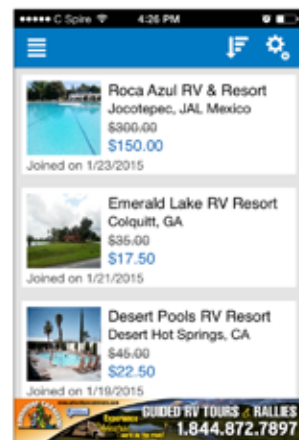 C Spire 4:26 PM
Roca Azul RV & Resort
Jocotepec, JAL Mexico
$300.00
$150.00
Joined on 1/23/2015
Emerald Lake RV Resort
Colquitt, GA
$35.00
$17.50
Joined on 1/21/2015
Desert Pools RV Resort
Desert Hot Springs, CA
$45.00
$22.50
Joined on 1/19/2015
GUIDED RV TOURS & RALLIES
Experience
1.844.872.7897